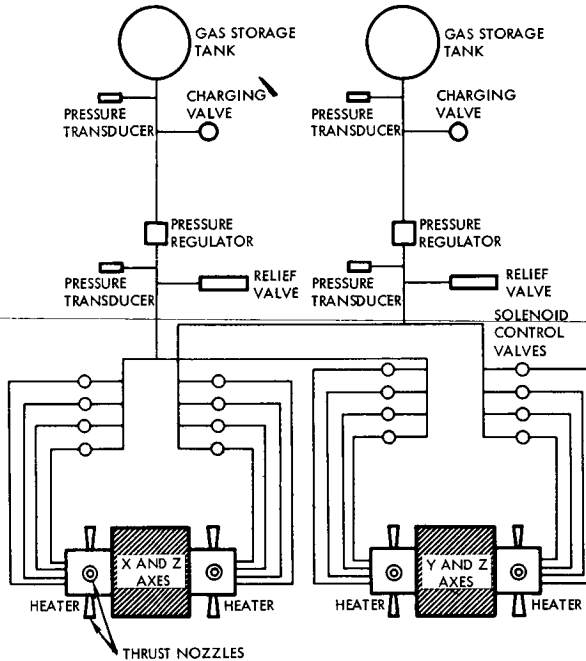 GAS STORAGE
TANK
GAS STORAGE
TANK
PRESSURE
TRANSDUCER
CHARGING
VALVE
PRESSURE
TRANSDUCER
CHARGING
VALVE
PRESSURE
REGULATOR
PRESSURE
REGULATOR
PRESSURE
TRANSDUCER
RELIEF
VALVE
PRESSURE
TRANSDUCER
RELIEF
VALVE
SOLENOID
CONTROL
VALVES
X AND Z
AXES
Y AND Z
AXES
HEATER
HEATER
HEATER
HEATER
THRUST NOZZLES